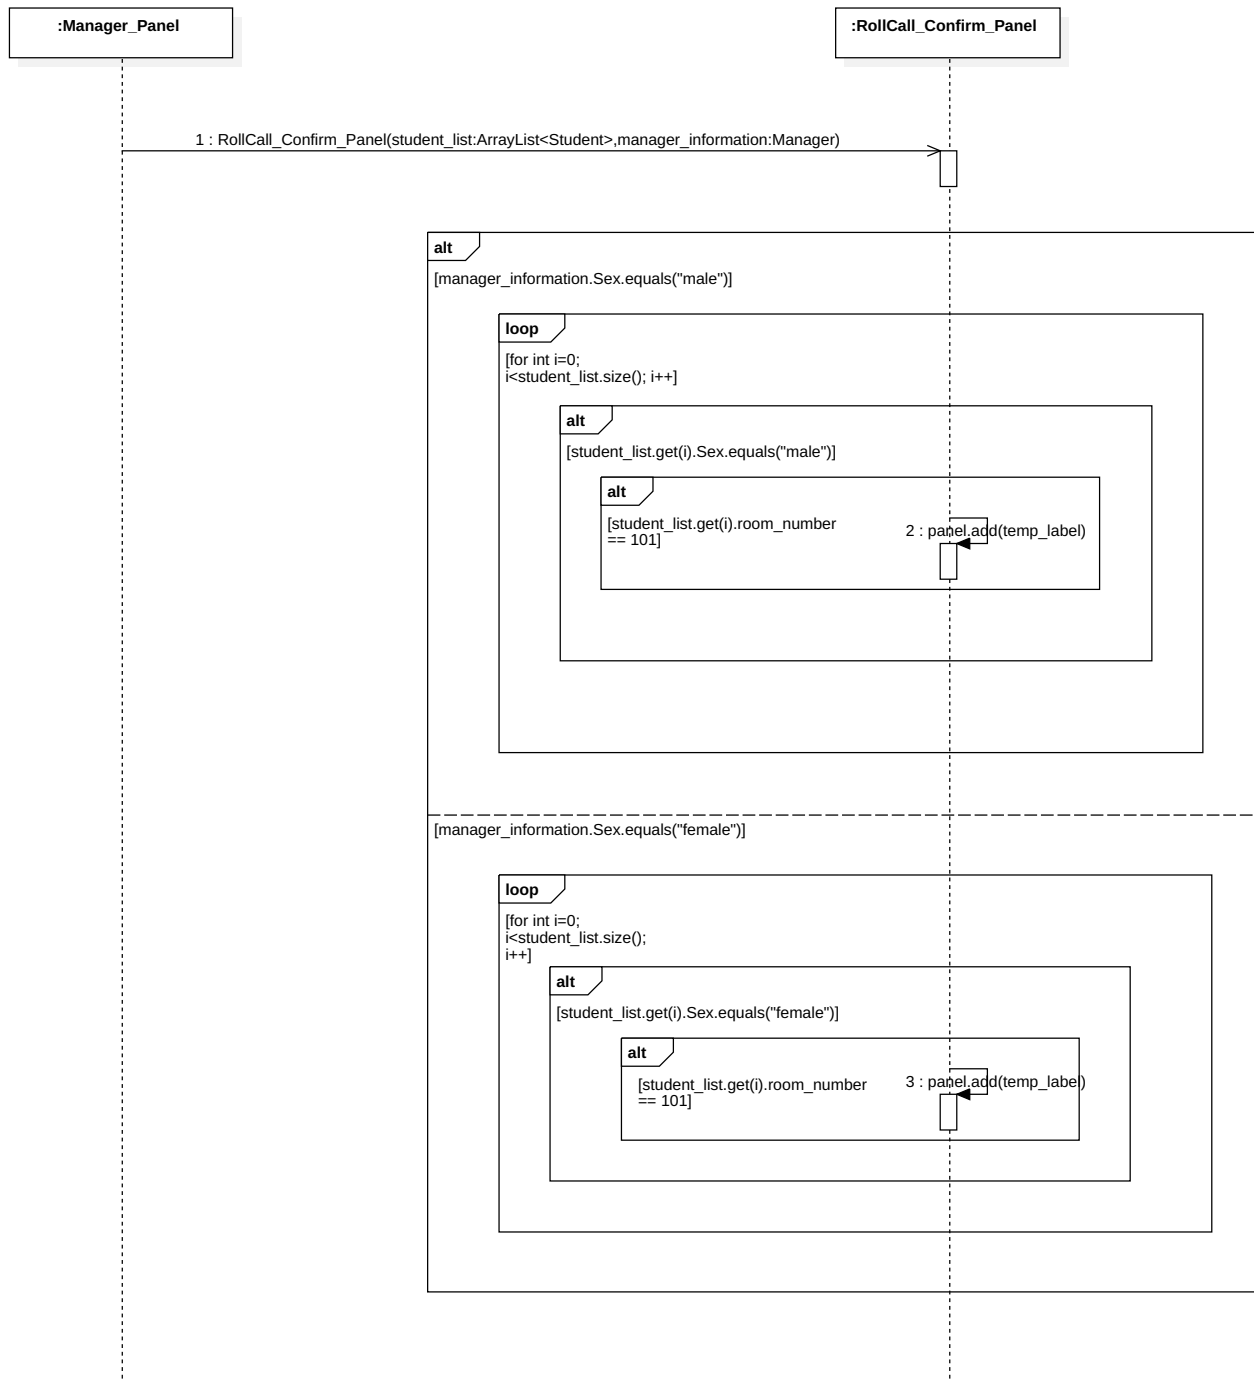 :Manager_Panel
:RollCall_Confirm_Panel
1 : RollCall_Confirm_Panel(student_list:ArrayList<Student>,manager_information:Manager)
alt
[manager_information.Sex.equals("male")]
loop
[for int i=0;
i<student_list.size(); i++]
alt
[student_list.get(i).Sex.equals("male")]
alt
[student_list.get(i).room_number
== 101]
2 : panel.add(temp_label)
[manager_information.Sex.equals("female")]
loop
[for int i=0;
i<student_list.size();
i++]
alt
[student_list.get(i).Sex.equals("female")]
alt
[student_list.get(i).room_number
== 101]
3 : panel.add(temp_label)